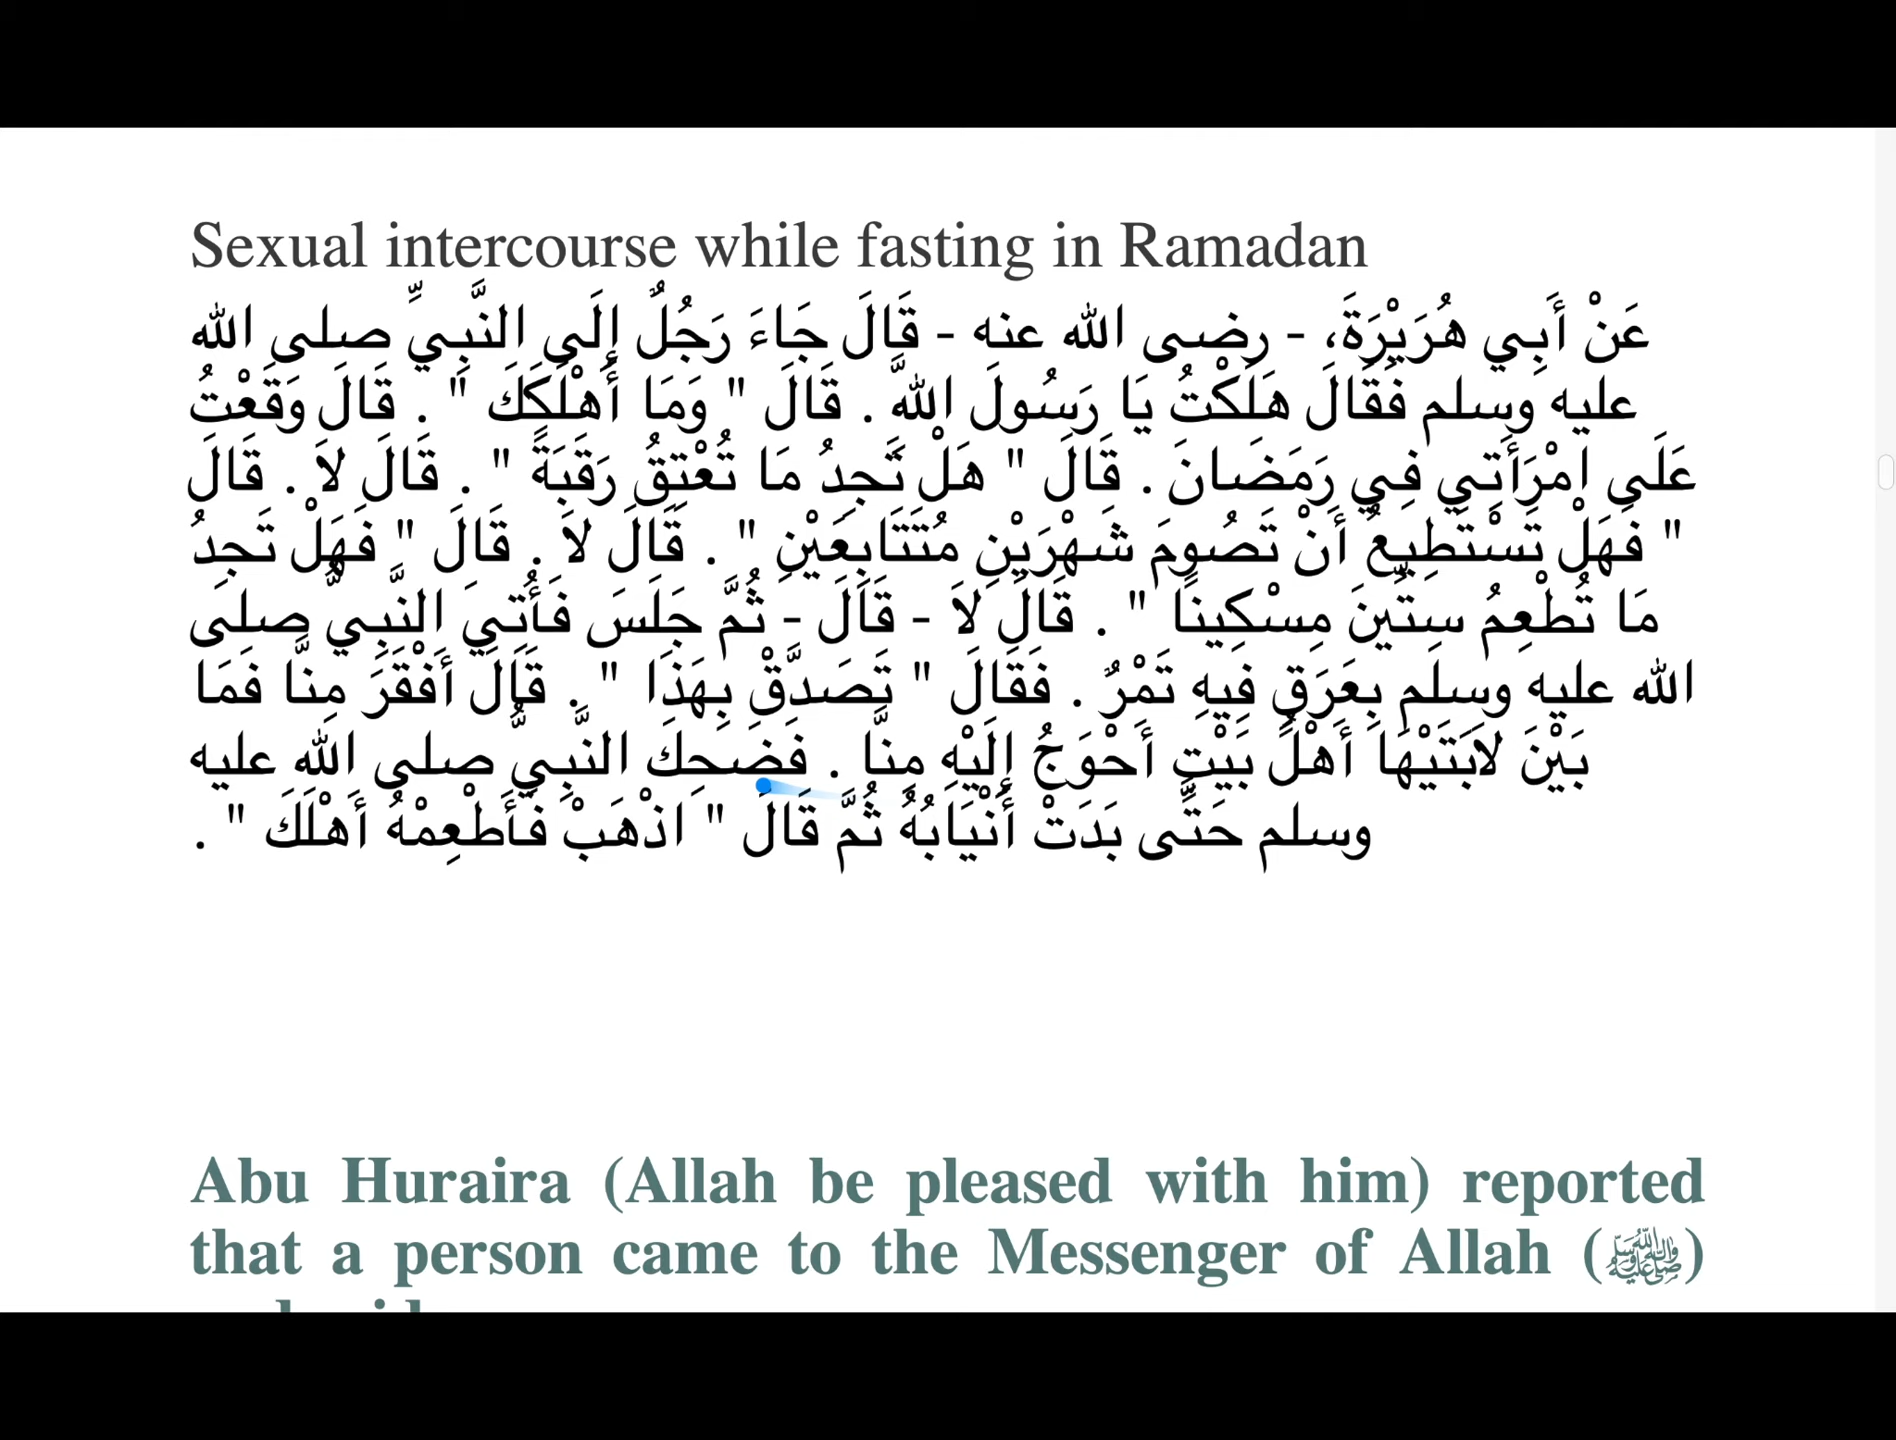 Sexual intercourse while fasting in Ramadan
عَنْ أَبِي هُرَيْرَةَ، - رضى الله عنه - قَالَ جَاءَ رَجُلٌ إِلَى النَّبِيِّ صلى الله
عليه وسلم فَقَالَ هَلَكْتُ يَا رَسُولَ اللهَِّ . قَالَ " وَمَا أَهْلَكَكَ " . قَالَ وَقَعْتُ
عَلَى امْرَأَتِي فِي رَمَضَانَ . قَالَ " هَلْ تَجِدُ مَا تُعْتِقُ رَقَبَةً " . قَالَ لاَ . قَالَ
" فَهَلْ تَسْتَطِيعُ أَنْ تَصُومَ شَهْرَيْنِ مُتَتَابِعَيْنِ " . قَالَ لاَ . قَالَ " فَهَلْ تَجِدُ
مَا تُطْعِمُ سِتِّينَ مِسْكِينًا " . قَالَ لاَ - قَالَ - ثُمَّ جَلَسَ فَأُتِيَ النَّبِيُّ صلى
الله عليه وسلم بِعَرَقٍ فِيهِ تَمْرٌ . فَقَالَ " تَصَدَّقْ بِهَذَا " . قَالَ أَفْقَرَ مِنَّا فَمَا
بَيْنَ لاَبَتَيْهَا أَهْلُ بَيْتٍ أَحْوَجُ إِلَيْهِ مِنَّا . فَضَحِكَ النَّبِيُّ صلى الله عليه
وسلم حَتَّى بَدَتْ أَنْيَابُهُ ثُمَّ قَالَ " اذْهَبْ فَأَطْعِمْهُ أَهْلَكَ " .
Abu Huraira (Allah be pleased with him) reported
that a person came to the Messenger of Allah (ﷺ)